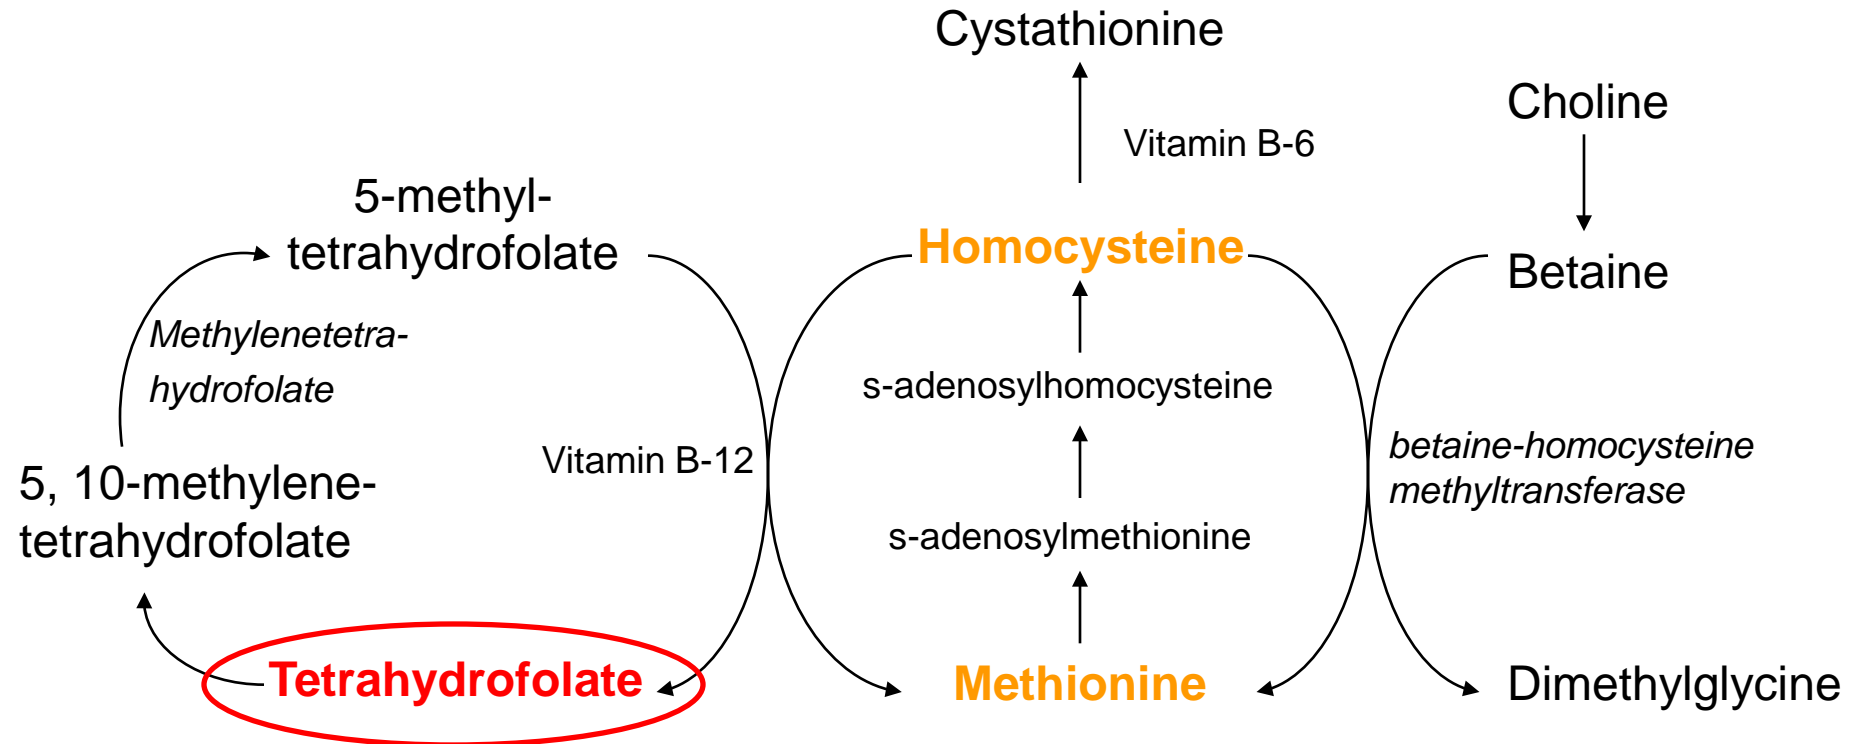 Cystathionine
Choline
Vitamin B-6
5-methyl-
tetrahydrofolate
Homocysteine
Betaine
Methylenetetra-
hydrofolate
s-adenosylhomocysteine
Vitamin B-12
betaine-homocysteine
methyltransferase
5, 10-methylene-
tetrahydrofolate
s-adenosylmethionine
Tetrahydrofolate
Methionine
Dimethylglycine